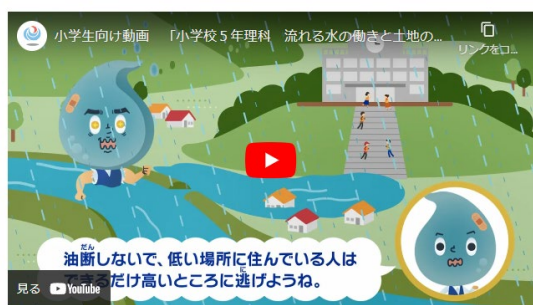 小学生向け動画 「小学校５年理科 流れる水の働きと土地の...
リンクをコ...
だん
油断しないで、低い場所に住んでいる人は
に
できるだけ高いところに逃げようね。
見る YouTube